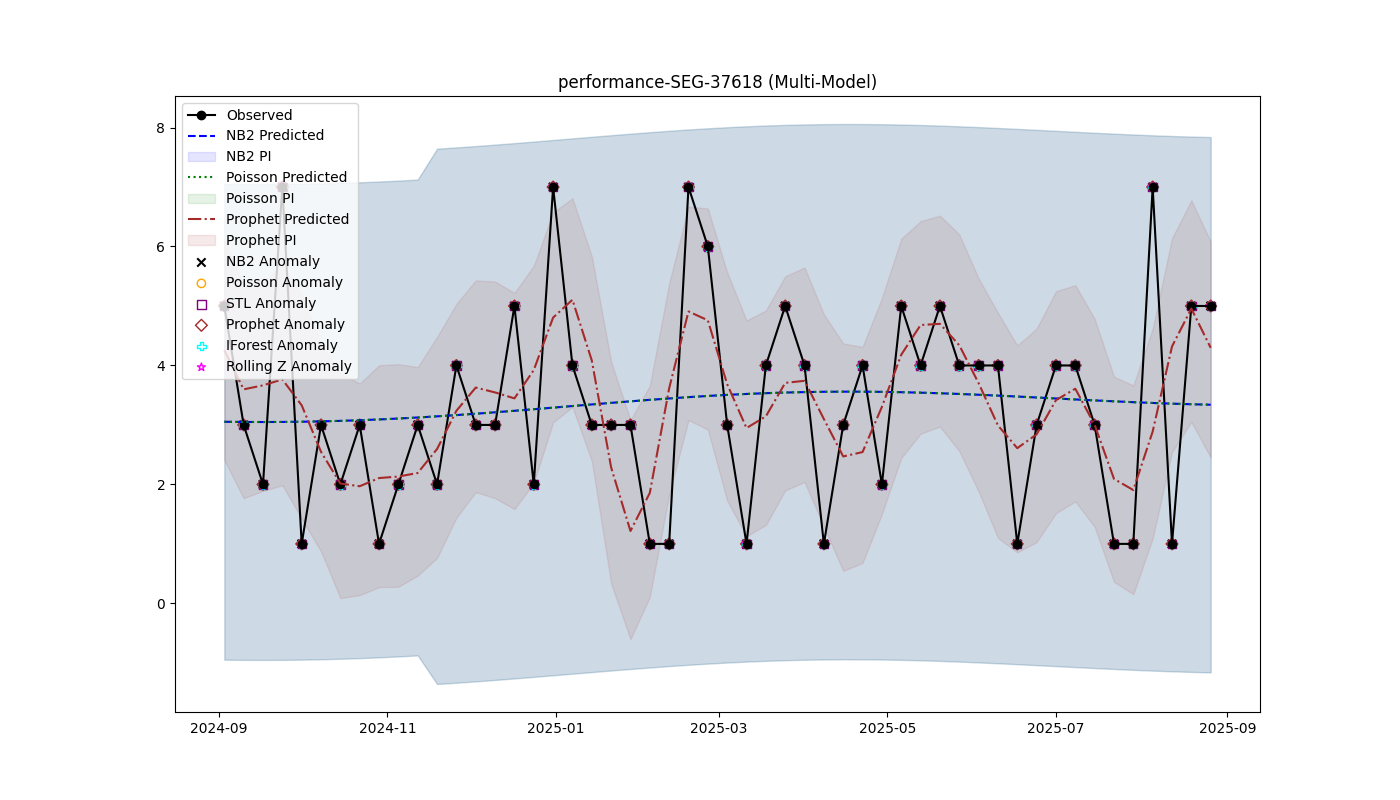 performance-SEG-37618 (Multi-Model)
8
6
4
2
0
Observed
NB2 Predicted
NB2 PI
Poisson Predicted
Poisson PI
Prophet Predicted
Prophet PI
NB2 Anomaly
Poisson Anomaly
STL Anomaly
Prophet Anomaly
IForest Anomaly
Rolling Z Anomaly
2024-09
2024-11
2025-01
2025-03
2025-05
2025-07
2025-09